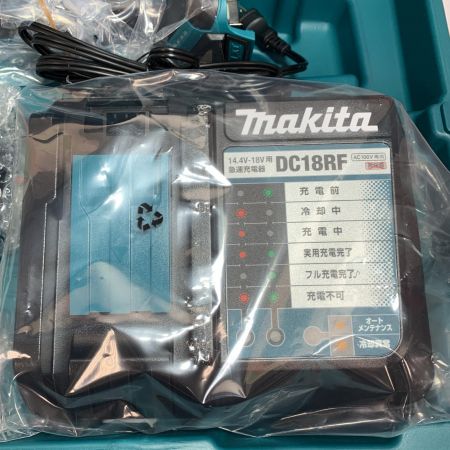 makita
14.4V-18V用
急速充電器
DC18RF
AC100V専用
充電前
冷却中
充電中
実用充電完了
フル充電完了♪
充電不可
オート
メンテナンス
冷却異常